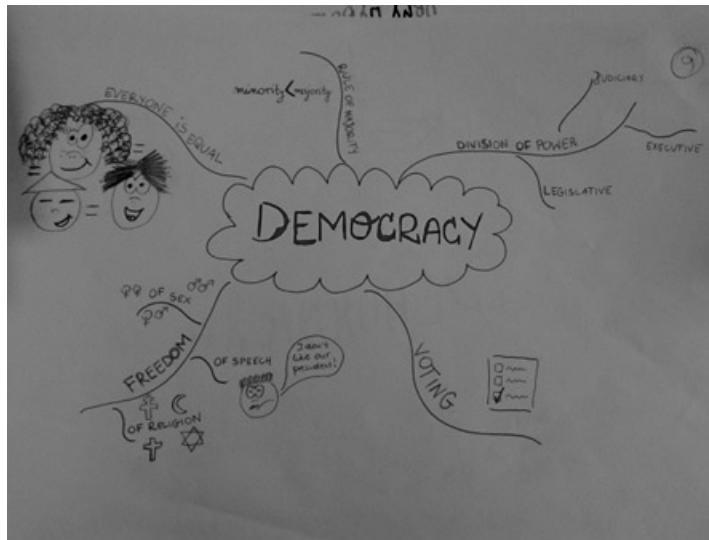 9
EVERYONE IS EQUAL
minority < majority
RULE OF MAJORITY
DIVISION OF POWER
JUDICIARY
EXECUTIVE
LEGISLATIVE
DEMOCRACY
FREEDOM
OF SEX
OF SPEECH
I don't
like our
president!
OF RELIGION
VOTING